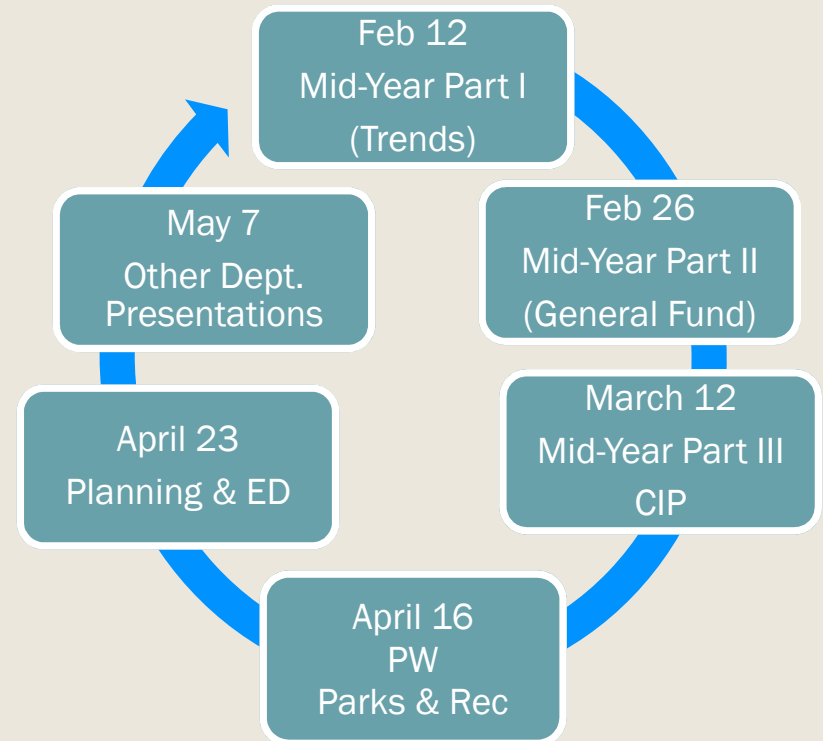 Feb 12
Mid-Year Part I
(Trends)
Feb 26
Mid-Year Part II
(General Fund)
March 12
Mid-Year Part III
CIP
April 16
PW
Parks & Rec
April 23
Planning & ED
May 7
Other Dept.
Presentations